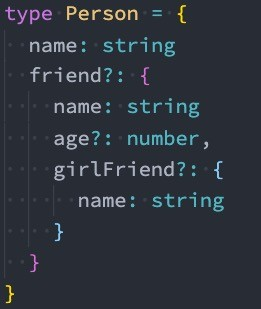 type Person = {
name: string
friend?: {
name: string
age?: number,
girlFriend?: {
name: string
}
}
}